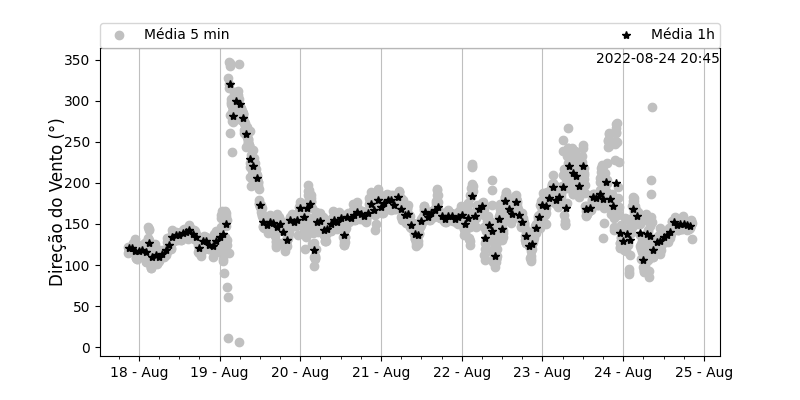 Média 5 min
Média 1h
2022-08-24 20:45
Direção do Vento (°)
350
300
250
200
150
100
50
0
18 - Aug
19 - Aug
20 - Aug
21 - Aug
22 - Aug
23 - Aug
24 - Aug
25 - Aug